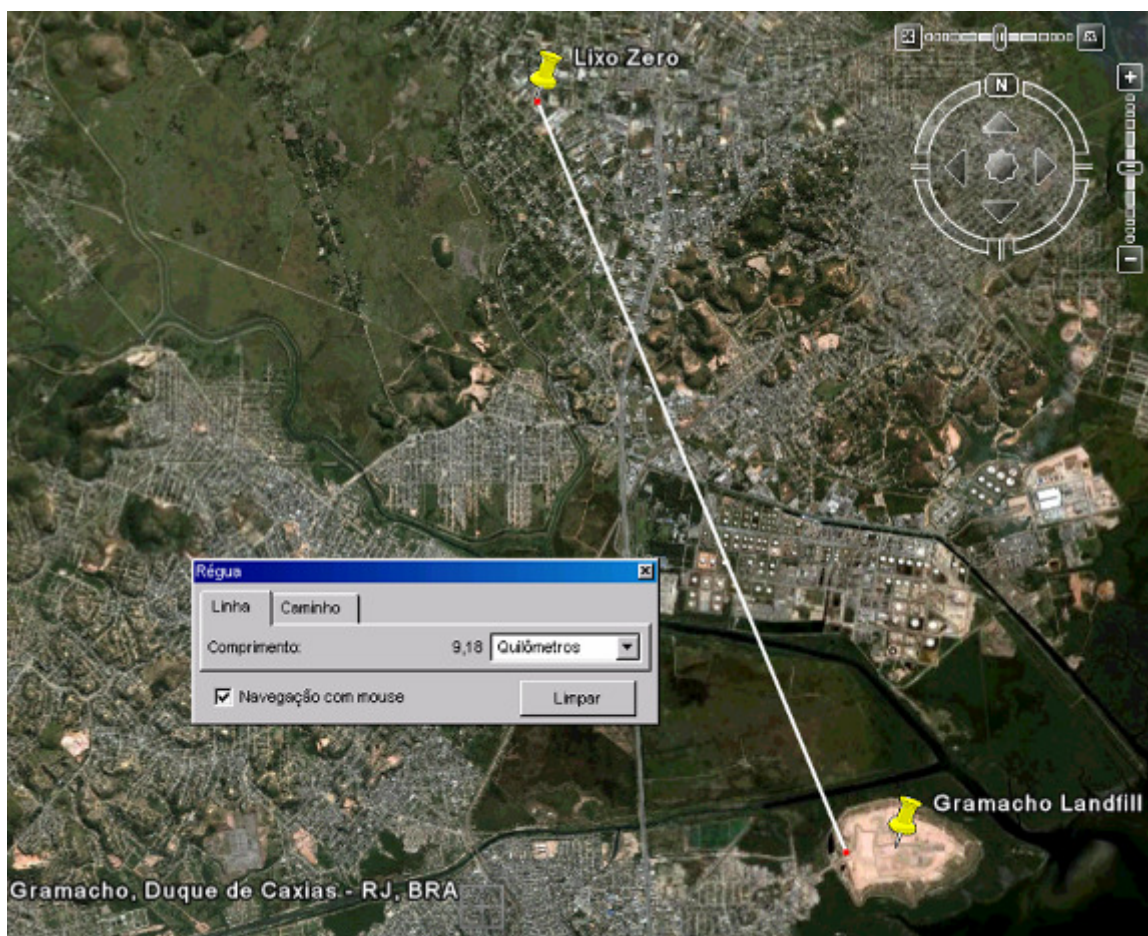 Lixo Zero
N
Régua
Linha
Caminho
Comprimento:
9,18
Quilômetros
Navegação com mouse
Limpar
Gramacho Landfill
Gramacho, Duque de Caxias - RJ, BRA